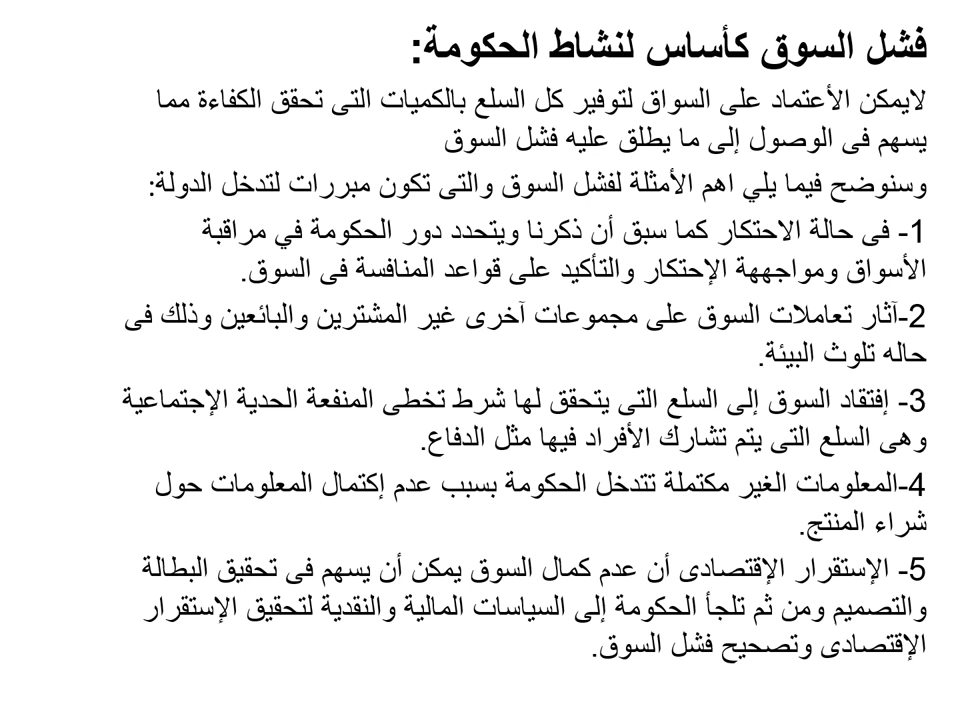 فشل السوق كأساس لنشاط الحكومة:
لايمكن الأعتماد على السواق لتوفير كل السلع بالكميات التى تحقق الكفاءة مما
يسهم فى الوصول إلى ما يطلق عليه فشل السوق
وسنوضح فيما يلي اهم الأمثلة لفشل السوق والتى تكون مبررات لتدخل الدولة:
1- فى حالة الاحتكار كما سبق أن ذكرنا ويتحدد دور الحكومة في مراقبة
الأسواق ومواجههة الإحتكار والتأكيد على قواعد المنافسة فى السوق.
2-آثار تعاملات السوق على مجموعات آخرى غير المشترين والبائعين وذلك فى
حاله تلوث البيئة.
3- إفتقاد السوق إلى السلع التى يتحقق لها شرط تخطى المنفعة الحدية الإجتماعية
وهى السلع التى يتم تشارك الأفراد فيها مثل الدفاع.
4-المعلومات الغير مكتملة تتدخل الحكومة بسبب عدم إكتمال المعلومات حول
شراء المنتج.
5- الإستقرار الإقتصادى أن عدم كمال السوق يمكن أن يسهم فى تحقيق البطالة
والتصميم ومن ثم تلجأ الحكومة إلى السياسات المالية والنقدية لتحقيق الإستقرار
الإقتصادى وتصحيح فشل السوق.